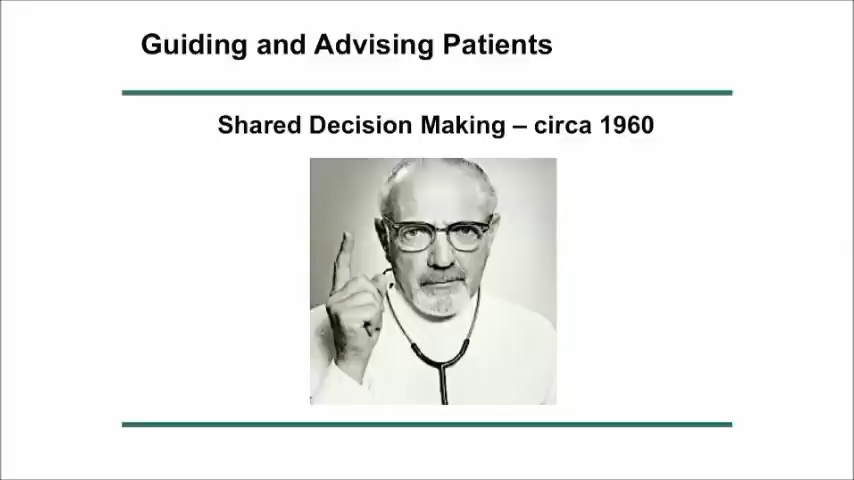 Guiding and Advising Patients
Shared Decision Making – circa 1960